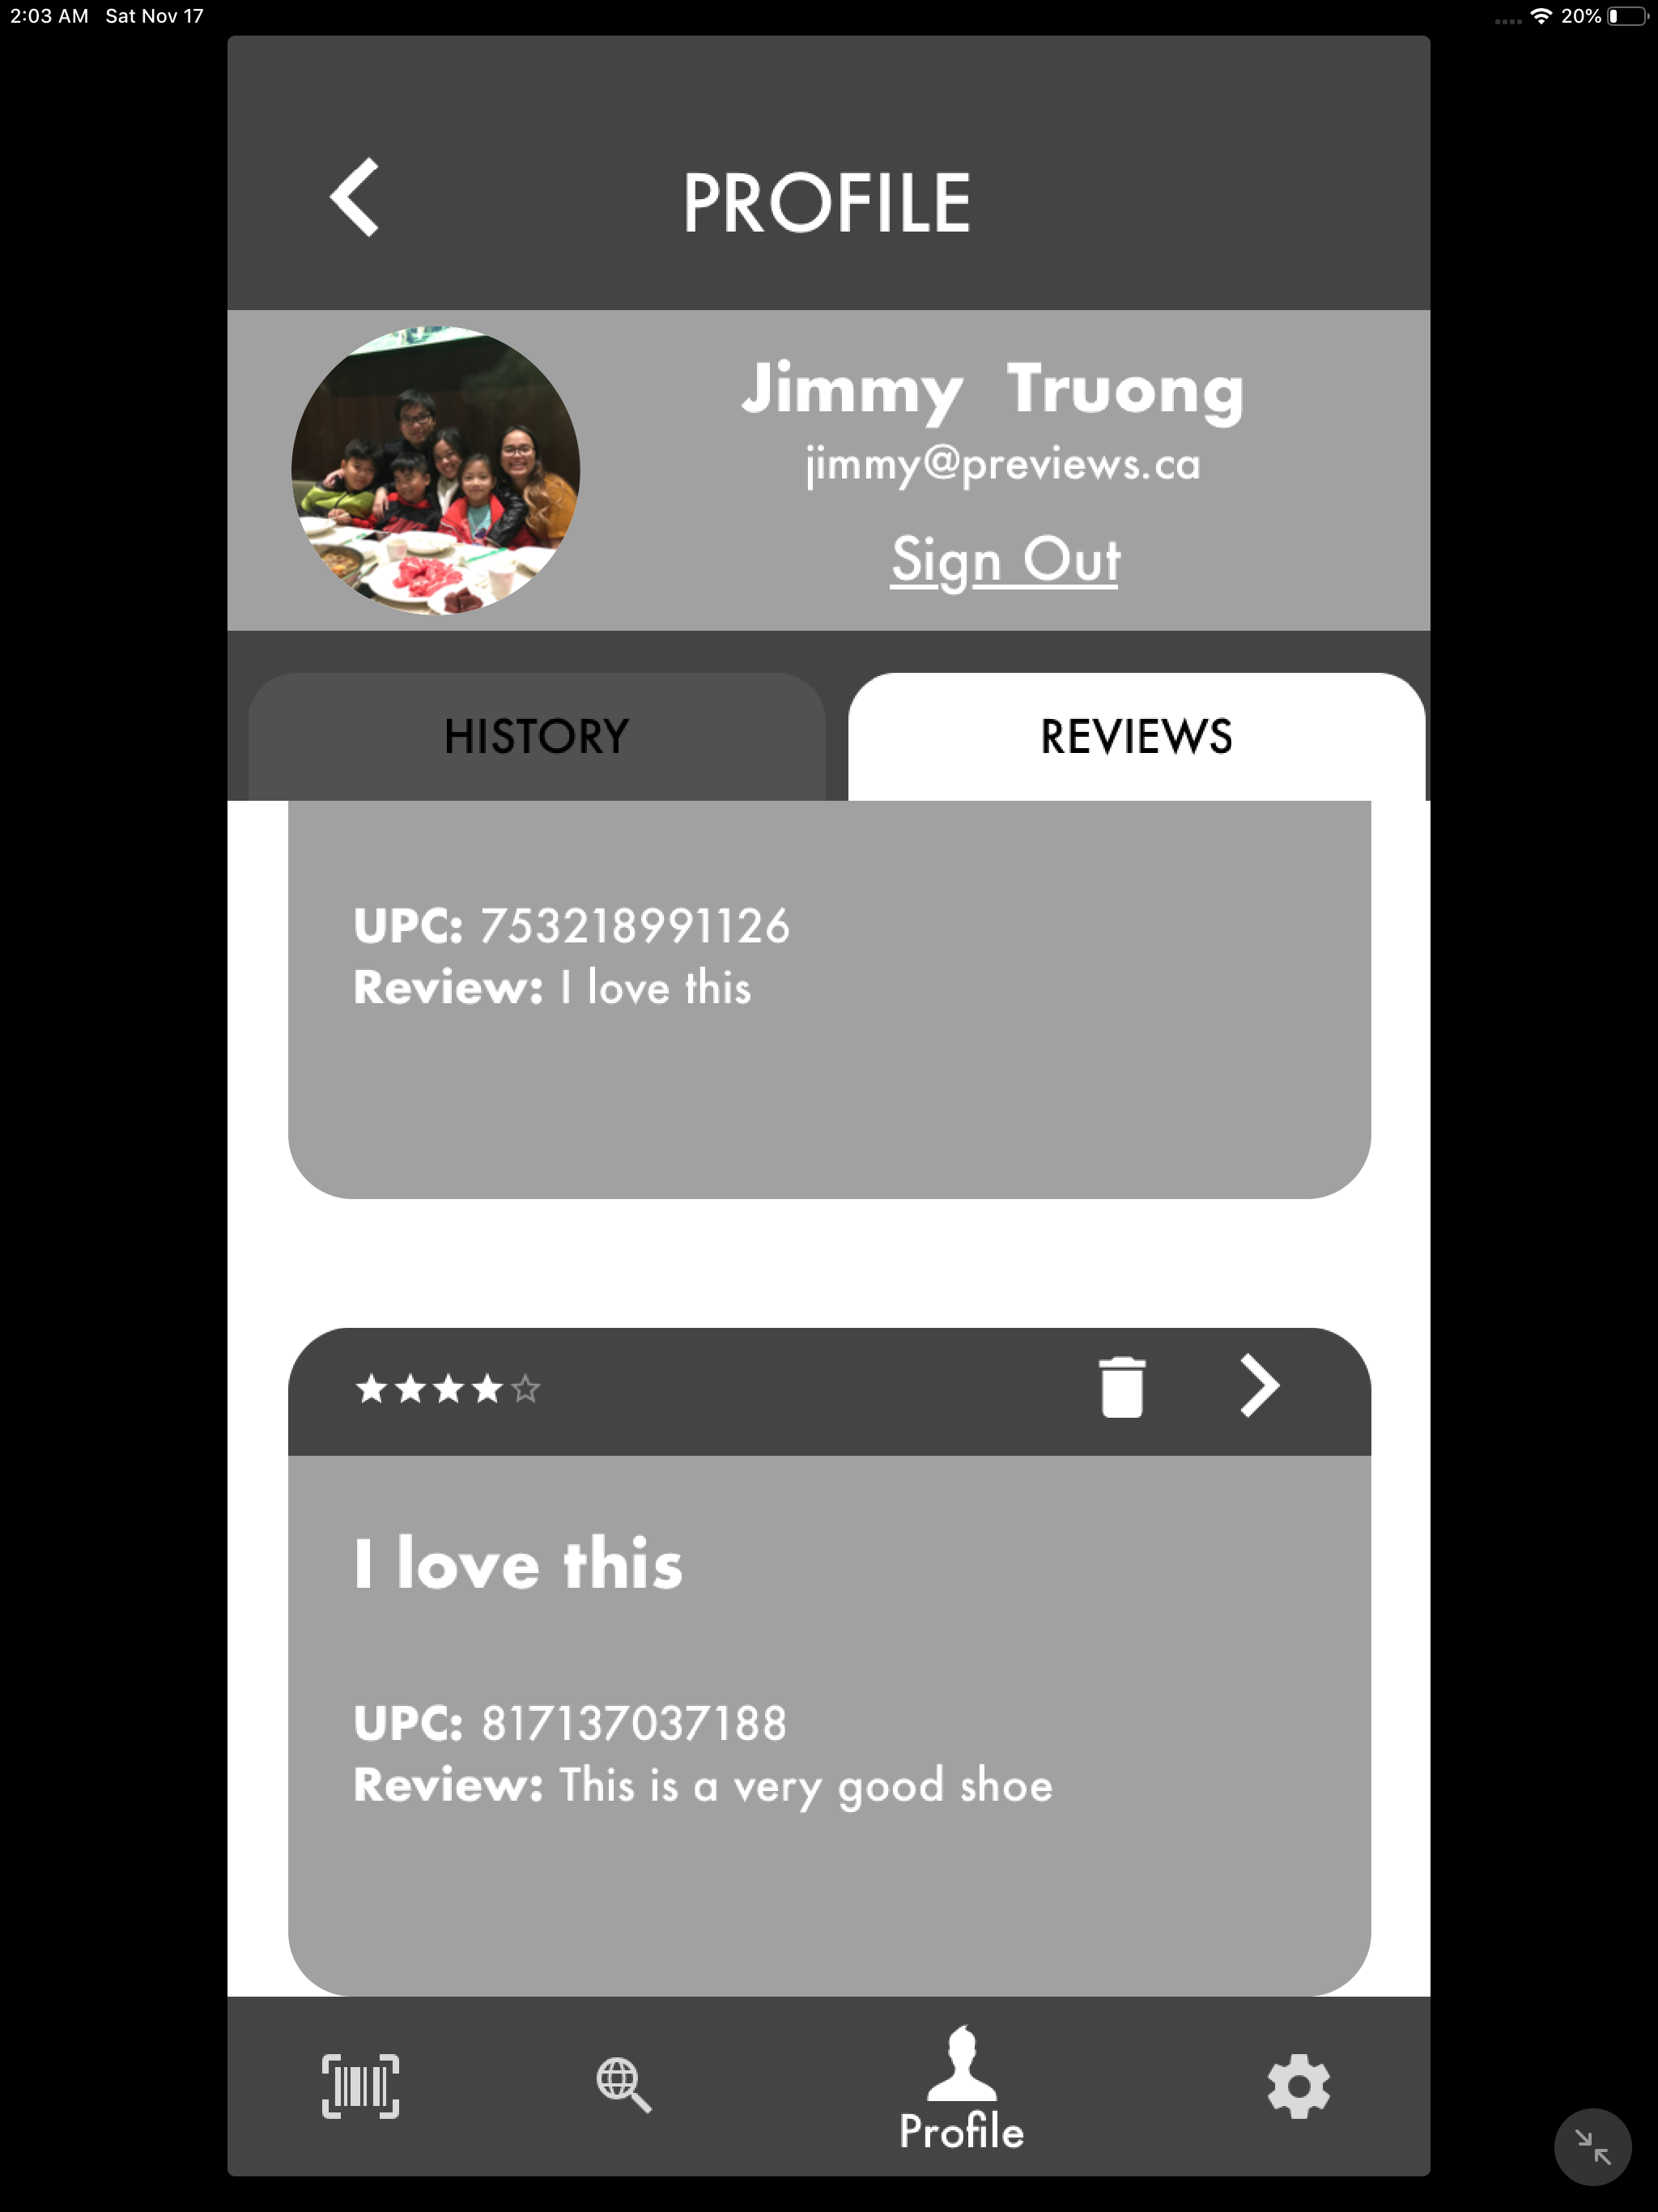 2:03 AM Sat Nov 17 20%
PROFILE
Jimmy Truong
jimmy@previews.ca
Sign Out
HISTORY REVIEWS
UPC: 753218991126
Review: I love this
I love this
UPC: 817137037188
Review: This is a very good shoe
Profile